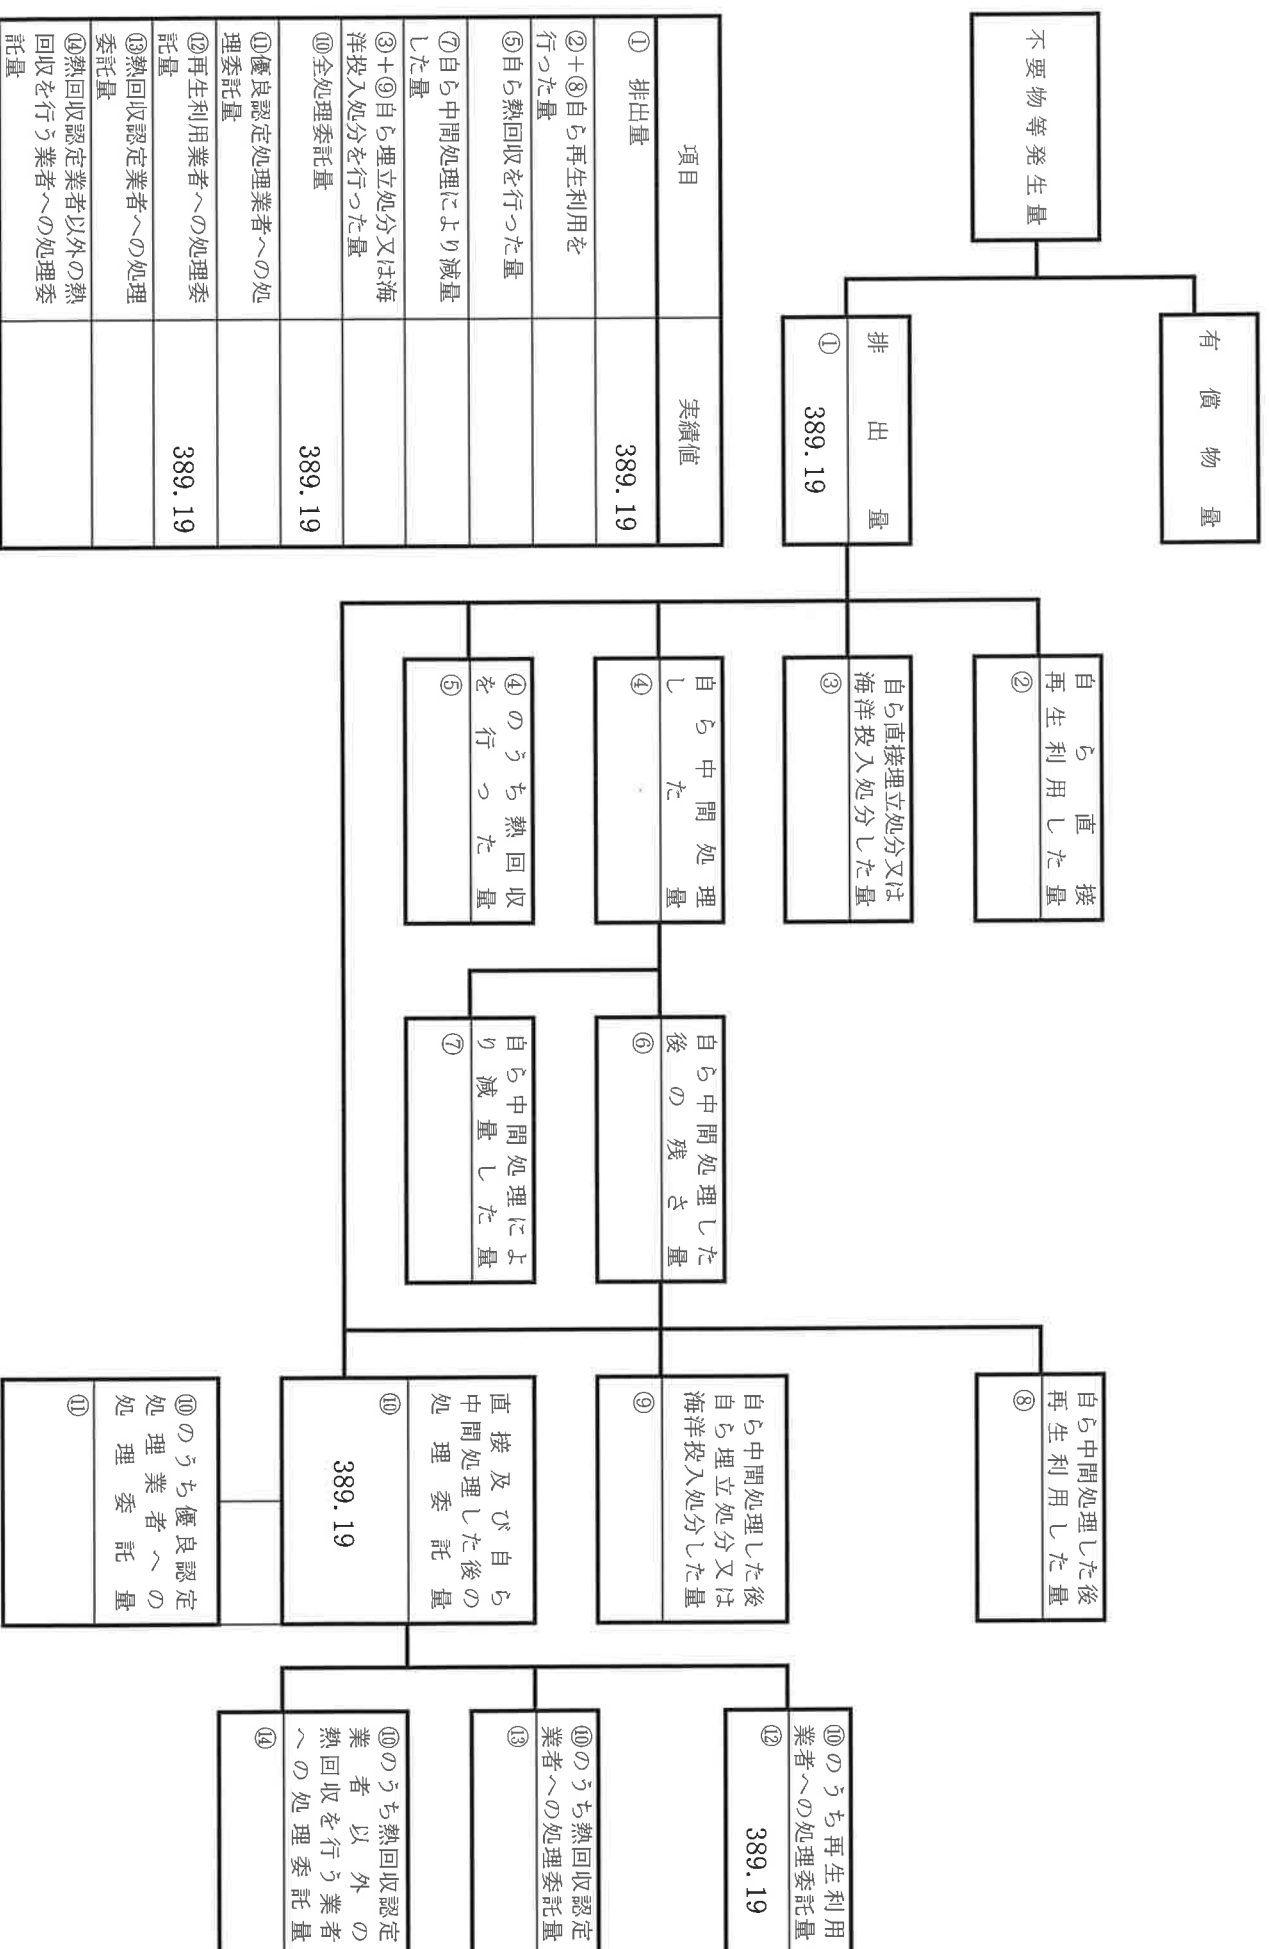 不要物等発生量
有償物量
排出量
① 389.19
自ら直接
再生利用した量
②
自ら直接埋立処分又は
海洋投入処分した量
③
自ら中間処理
した量
④
④のうち熱回収
を行った量
⑤
自ら中間処理した
後の残さ量
⑥
自ら中間処理によ
り減量した量
⑦
自ら中間処理した後
再生利用した量
⑧
自ら中間処理した後
自ら埋立処分又は
海洋投入処分した量
⑨
直接及び自ら
中間処理した後の
処理委託量
⑩
389.19
⑩のうち優良認定
処理業者への
処理委託量
⑪
⑩のうち再生利用
業者への処理委託量
⑫ 389.19
⑩のうち熱回収認定
業者への処理委託量
⑬
⑩のうち熱回収認定
業者以外の
熱回収を行う業者
への処理委託量
⑭
項目 実績値
① 排出量 389.19
②＋⑧自ら再生利用を
行った量
⑤自ら熱回収を行った量
⑦自ら中間処理により減量
した量
③＋⑨自ら埋立処分又は海
洋投入処分を行った量
⑩全処理委託量 389.19
⑪優良認定処理業者への処
理委託量
⑫再生利用業者への処理委
託量 389.19
⑬熱回収認定業者への処理
委託量
⑭熱回収認定業者以外の熱
回収を行う業者への処理委
託量